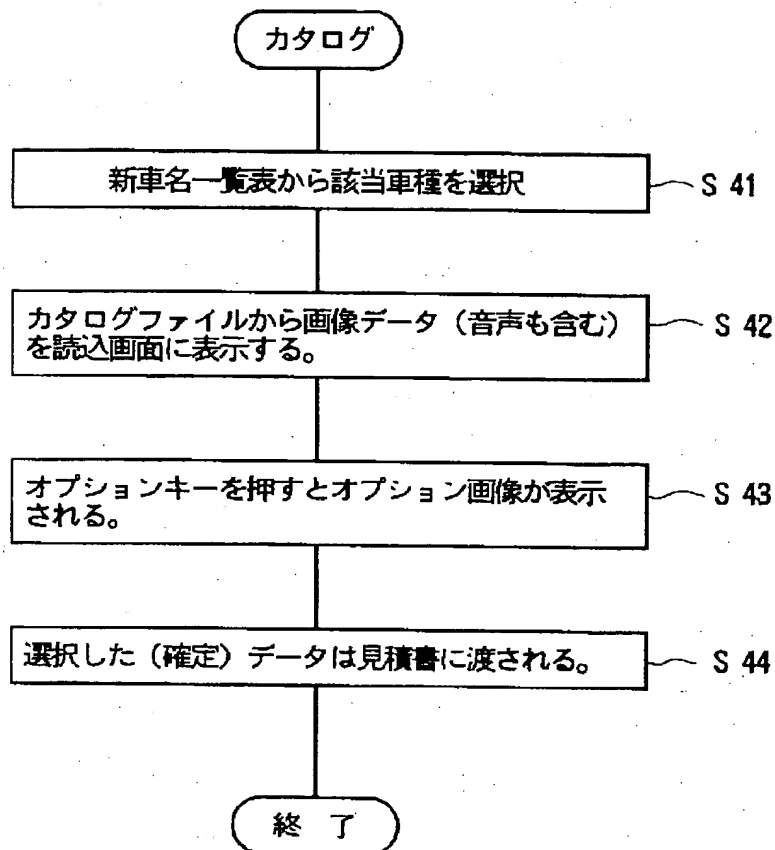 カタログ
新車名一覧表から該当車種を選択
S 41
カタログファイルから画像データ（音声も含む）
を読込画面に表示する。
S 42
オプションキーを押すとオプション画像が表示
される。
S 43
選択した（確定）データは見積書に渡される。
S 44
終 了